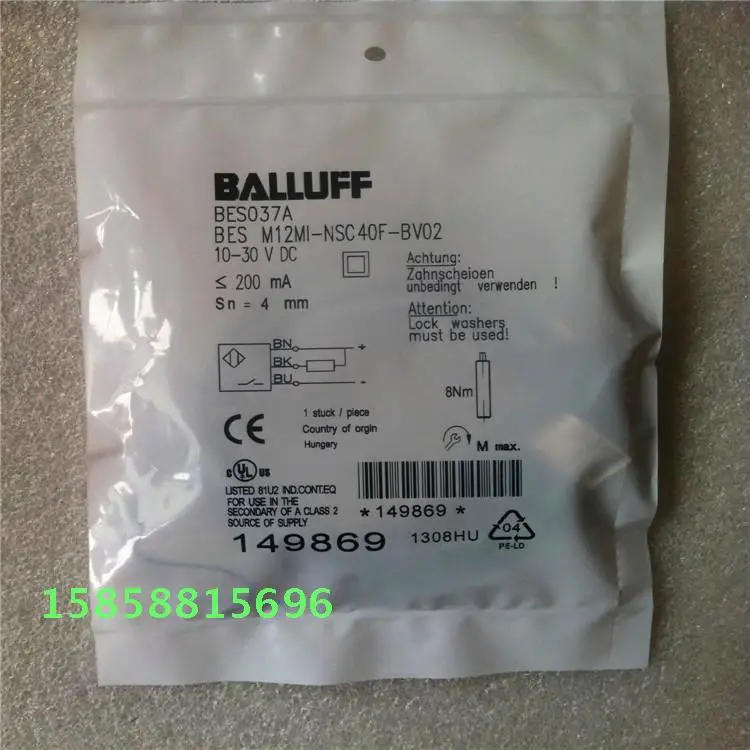 BALLUFF
BES037A
BES M12MI-NSC40F-BV02
10-30 V DC
≤ 200 mA
Sn = 4 mm
Achtung:
Zahnscheioen
unbedingt verwenden !
Attention:
Lock washers
must be used!
BN +
BK
BU -
8Nm
M max.
1 stuck / piece
Country of orgin
Hungary
CE
c UL us
LISTED 81U2 IND.CONT.EQ
FOR USE IN THE
SECONDARY OF A CLASS 2
SOURCE OF SUPPLY
*149869*
149869
1308HU
04
PE-LD
15858815696